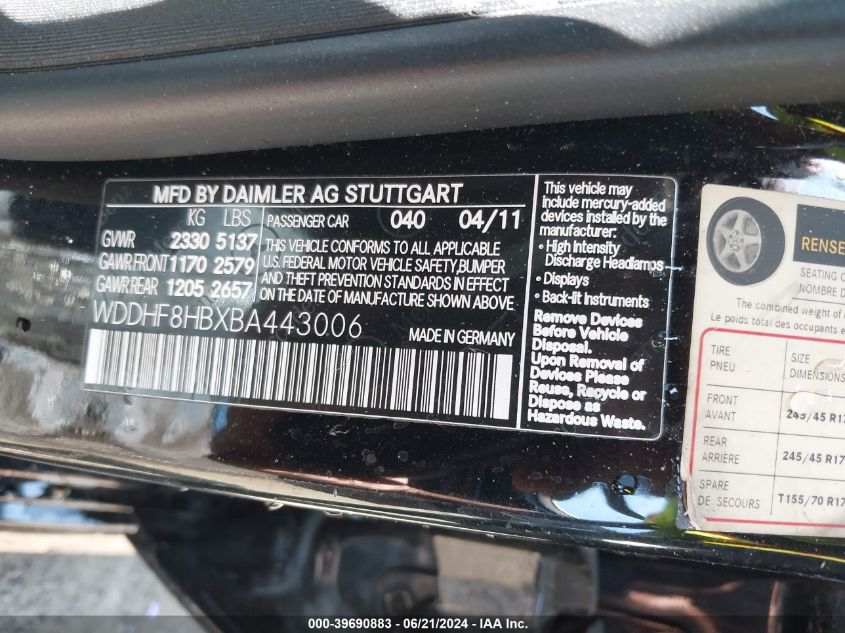 MFD BY DAIMLER AG STUTTGART
KG LBS
GVWR 2330 5137
GAWR FRONT 1170 2579
GAWR REAR 1205 2657
PASSENGER CAR 040 04/11
THIS VEHICLE CONFORMS TO ALL APPLICABLE
U.S. FEDERAL MOTOR VEHICLE SAFETY, BUMPER
AND THEFT PREVENTION STANDARDS IN EFFECT
ON THE DATE OF MANUFACTURE SHOWN ABOVE.
WDDHF8HBXBA443006
MADE IN GERMANY
This vehicle may
include mercury-added
devices installed by the
manufacturer:
• High Intensity
Discharge Headlamps
• Displays
• Back-lit Instruments
Remove Devices
Before Vehicle
Disposal.
Upon Removal of
Devices Please
Reuse, Recycle or
Dispose as
Hazardous Waste.
SEATING
NOMBRE D
The combined weight of
Le poids total des occupants e
TIRE
PNEU
SIZE
DIMENSIONS
FRONT
AVANT
245/45 R17
REAR
ARRIÈRE
245/45 R17
SPARE
DE SECOURS
T155/70 R17
000-39690883 - 06/21/2024 - IAA Inc.